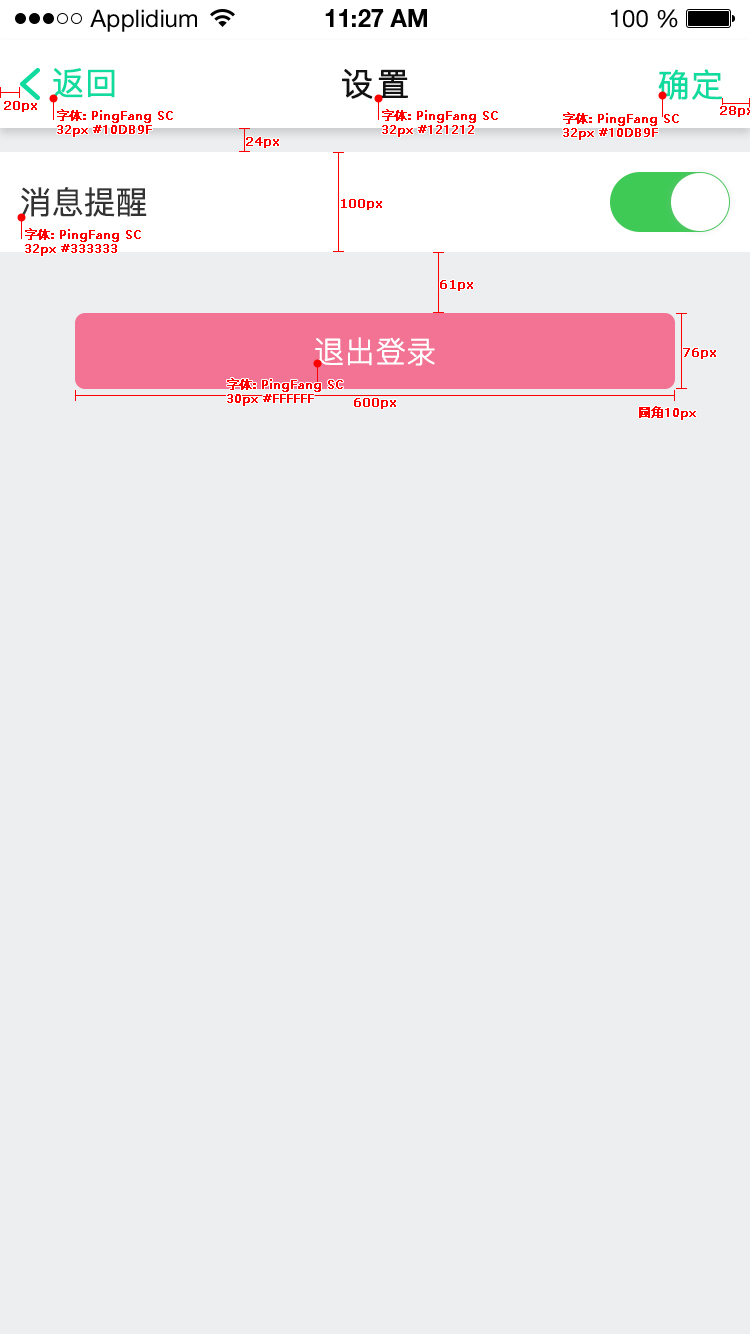 Applidium 11:27 AM 100 %
返回 设置 确定
20px 28px
字体: PingFang SC 字体: PingFang SC 字体: PingFang SC
32px #10DB9F 32px #121212 32px #10DB9F
24px
消息提醒 100px
字体: PingFang SC
32px #333333
61px
退出登录 76px
字体: PingFang SC
30px #FFFFFF 600px
圆角10px